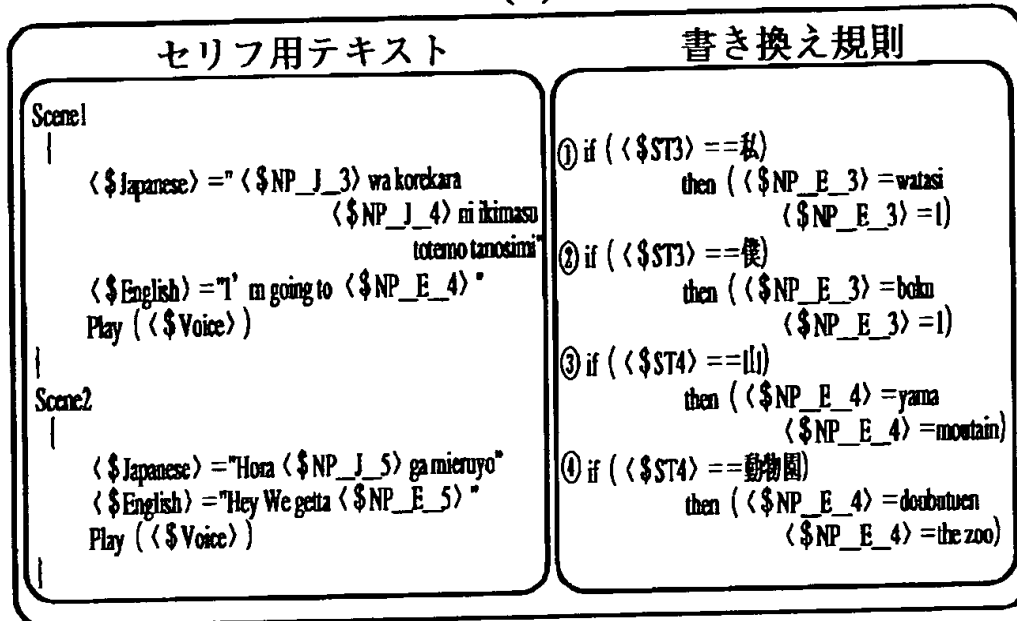 セリフ用テキスト
Scene1
{
〈$Japanese〉="〈$NP_J_3〉wa korekara
〈$NP_J_4〉ni ikimasu
totemo tanosimi"
〈$English〉="I'm going to 〈$NP_E_4〉"
Play (〈$Voice〉)
}
Scene2
{
〈$Japanese〉="Hora〈$NP_J_5〉ga mieruyo"
〈$English〉="Hey We getta〈$NP_E_5〉"
Play (〈$Voice〉)
}
書き換え規則
①if (〈$ST3〉==私)
then (〈$NP_E_3〉=watasi
〈$NP_E_3〉=I)
②if (〈$ST3〉==僕)
then (〈$NP_E_3〉=boku
〈$NP_E_3〉=I)
③if (〈$ST4〉==山)
then (〈$NP_E_4〉=yama
〈$NP_E_4〉=moutain)
④if (〈$ST4〉==動物園)
then (〈$NP_E_4〉=doubutuen
〈$NP_E_4〉=the zoo)